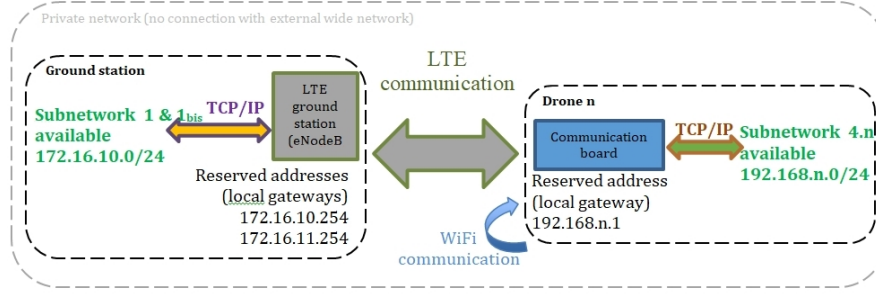 Private network (no connection with external wide network)
Ground station
Subnetwork 1 & 1bis
available
172.16.10.0/24
TCP/IP
LTE
ground
station
(eNodeB
Reserved addresses
(local gateways)
172.16.10.254
172.16.11.254
LTE
communication
WiFi
communication
Drone n
Communication
board
Reserved address
(local gateway)
192.168.n.1
TCP/IP
Subnetwork 4.n
available
192.168.n.0/24